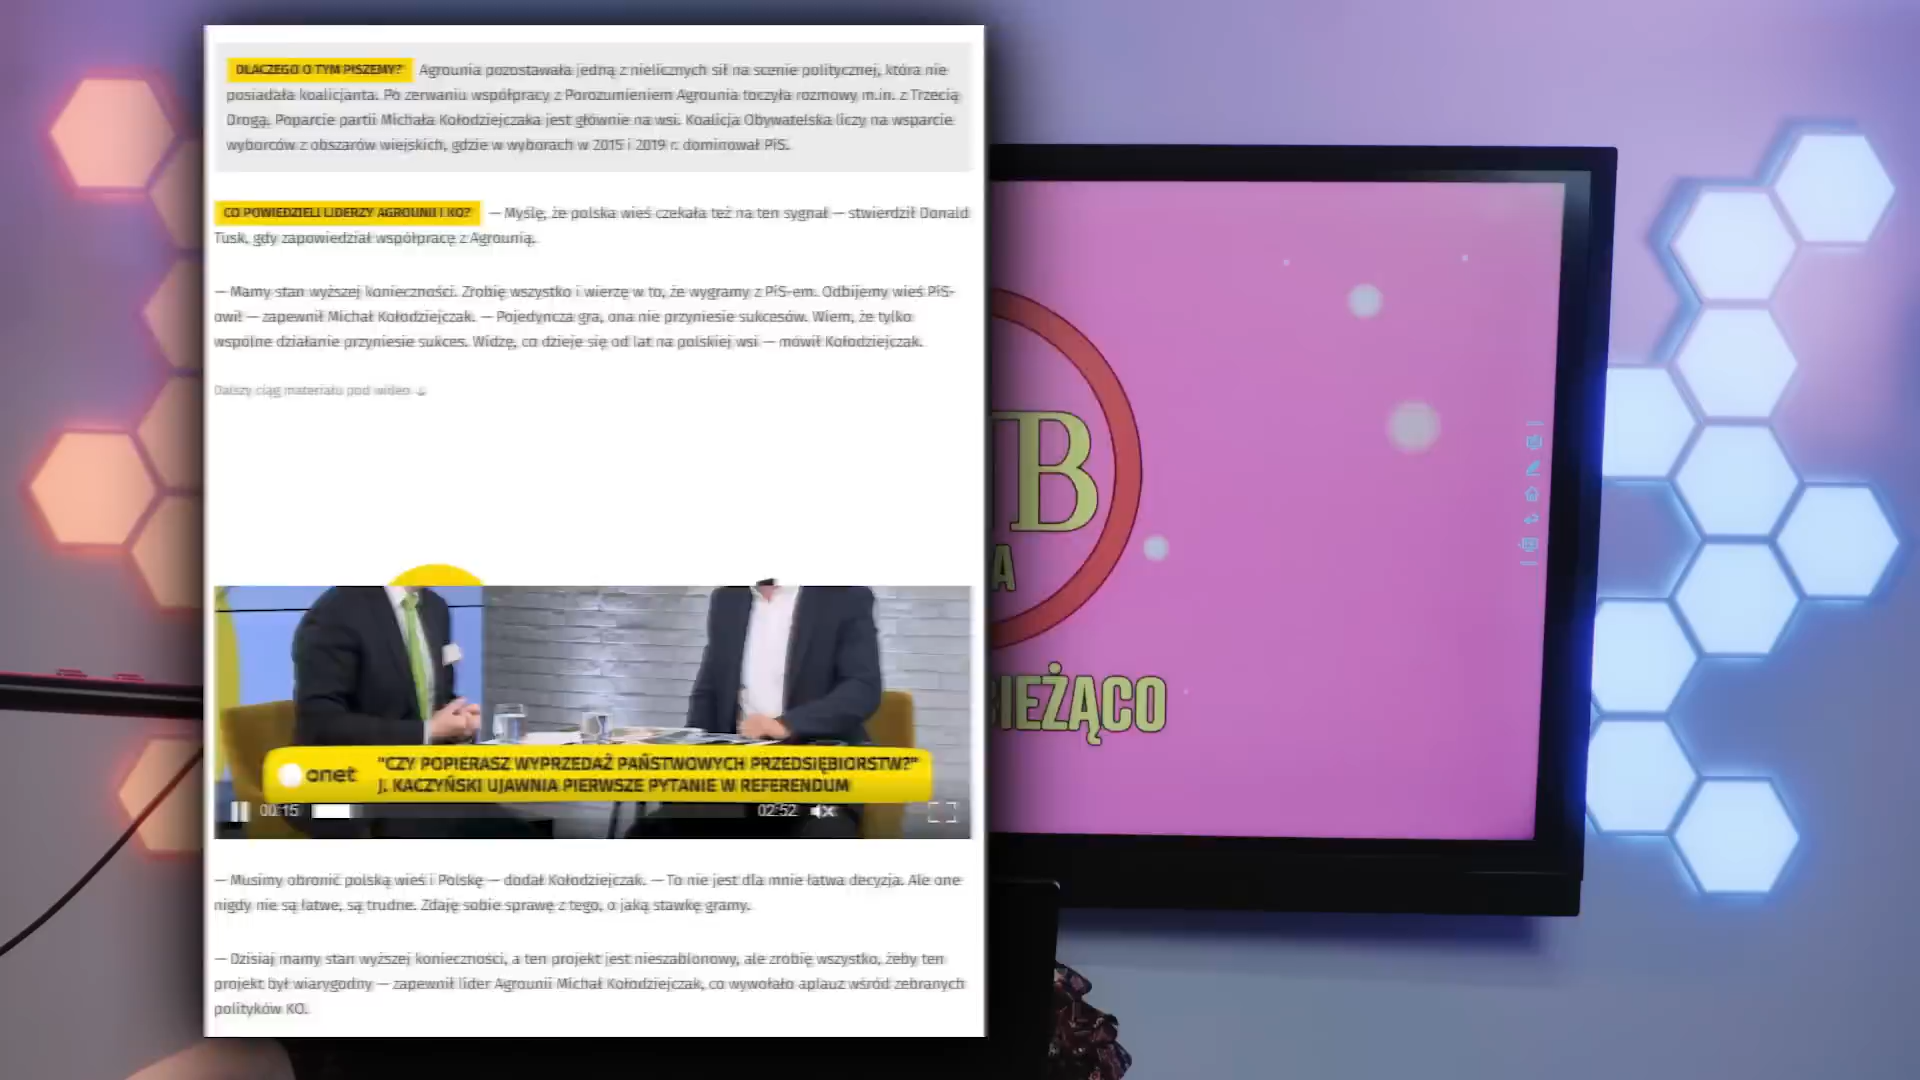 DLACZEGO O TYM PISZEMY? Agrounia pozostawała jedną z nielicznych sił na scenie politycznej, która nie
posiadała koalicjanta. Po zerwaniu współpracy z Porozumieniem Agrounia toczyła rozmowy m.in. z Trzecią
Drogą. Poparcie partii Michała Kołodziejczaka jest głównie na wsi. Koalicja Obywatelska liczy na wsparcie
wyborców z obszarów wiejskich, gdzie w wyborach w 2015 i 2019 r. dominował PiS.
CO POWIEDZIELI LIDERZY AGROUNII I KO? — Myślę, że polska wieś czekała też na ten sygnał — stwierdził Donald
Tusk, gdy zapowiedział współpracę z Agrounią.
— Mamy stan wyższej konieczności. Zrobię wszystko i wierzę w to, że wygramy z PiS-em. Odbijemy wieś PiS-
owi! — zapewnił Michał Kołodziejczak. — Pojedyncza gra, ona nie przyniesie sukcesów. Wiem, że tylko
wspólne działanie przyniesie sukces. Widzę, co dzieje się od lat na polskiej wsi — mówił Kołodziejczak.
Dalszy ciąg materiału pod wideo ↓
onet "CZY POPIERASZ WYPRZEDAŻ PAŃSTWOWYCH PRZEDSIĘBIORSTW?"
J. KACZYŃSKI UJAWNIA PIERWSZE PYTANIE W REFERENDUM
00:15 02:52
— Musimy obronić polską wieś i Polskę — dodał Kołodziejczak. — To nie jest dla mnie łatwa decyzja. Ale one
nigdy nie są łatwe, są trudne. Zdaję sobie sprawę z tego, o jaką stawkę gramy.
— Dzisiaj mamy stan wyższej konieczności, a ten projekt jest nieszablonowy, ale zrobię wszystko, żeby ten
projekt był wiarygodny — zapewnił lider Agrounii Michał Kołodziejczak, co wywołało aplauz wśród zebranych
polityków KO.
B
A
IEŻĄCO